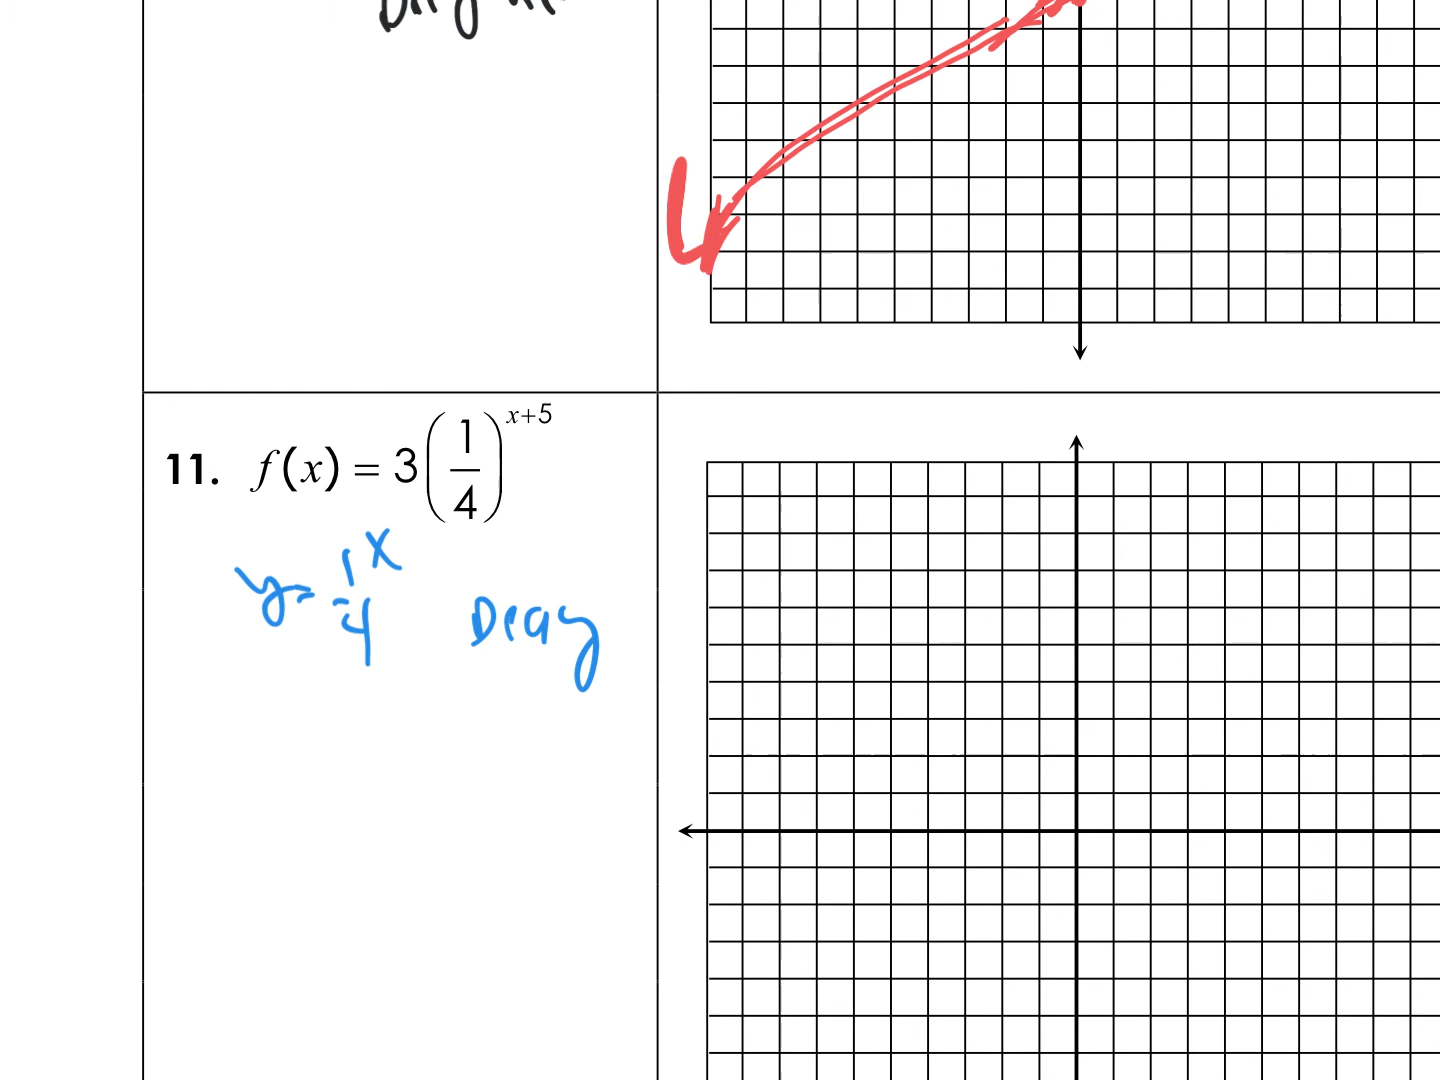 11. f(x) = 3(1/4)^(x+5)
y = 1/4^x Decay